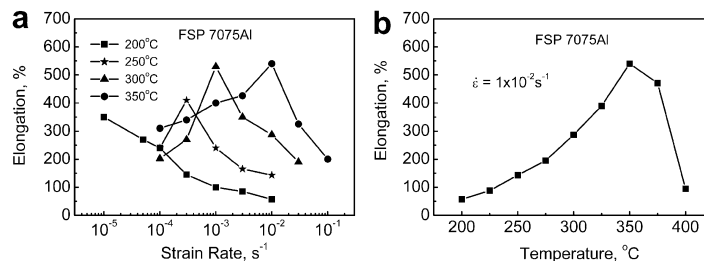 a
FSP 7075Al
200°C
250°C
300°C
350°C
700
600
500
400
300
200
100
0
Elongation, %
10⁻⁵ 10⁻⁴ 10⁻³ 10⁻² 10⁻¹
Strain Rate, s⁻¹
b
FSP 7075Al
ε̇ = 1x10⁻²s⁻¹
700
600
500
400
300
200
100
0
Elongation, %
200 250 300 350 400
Temperature, °C